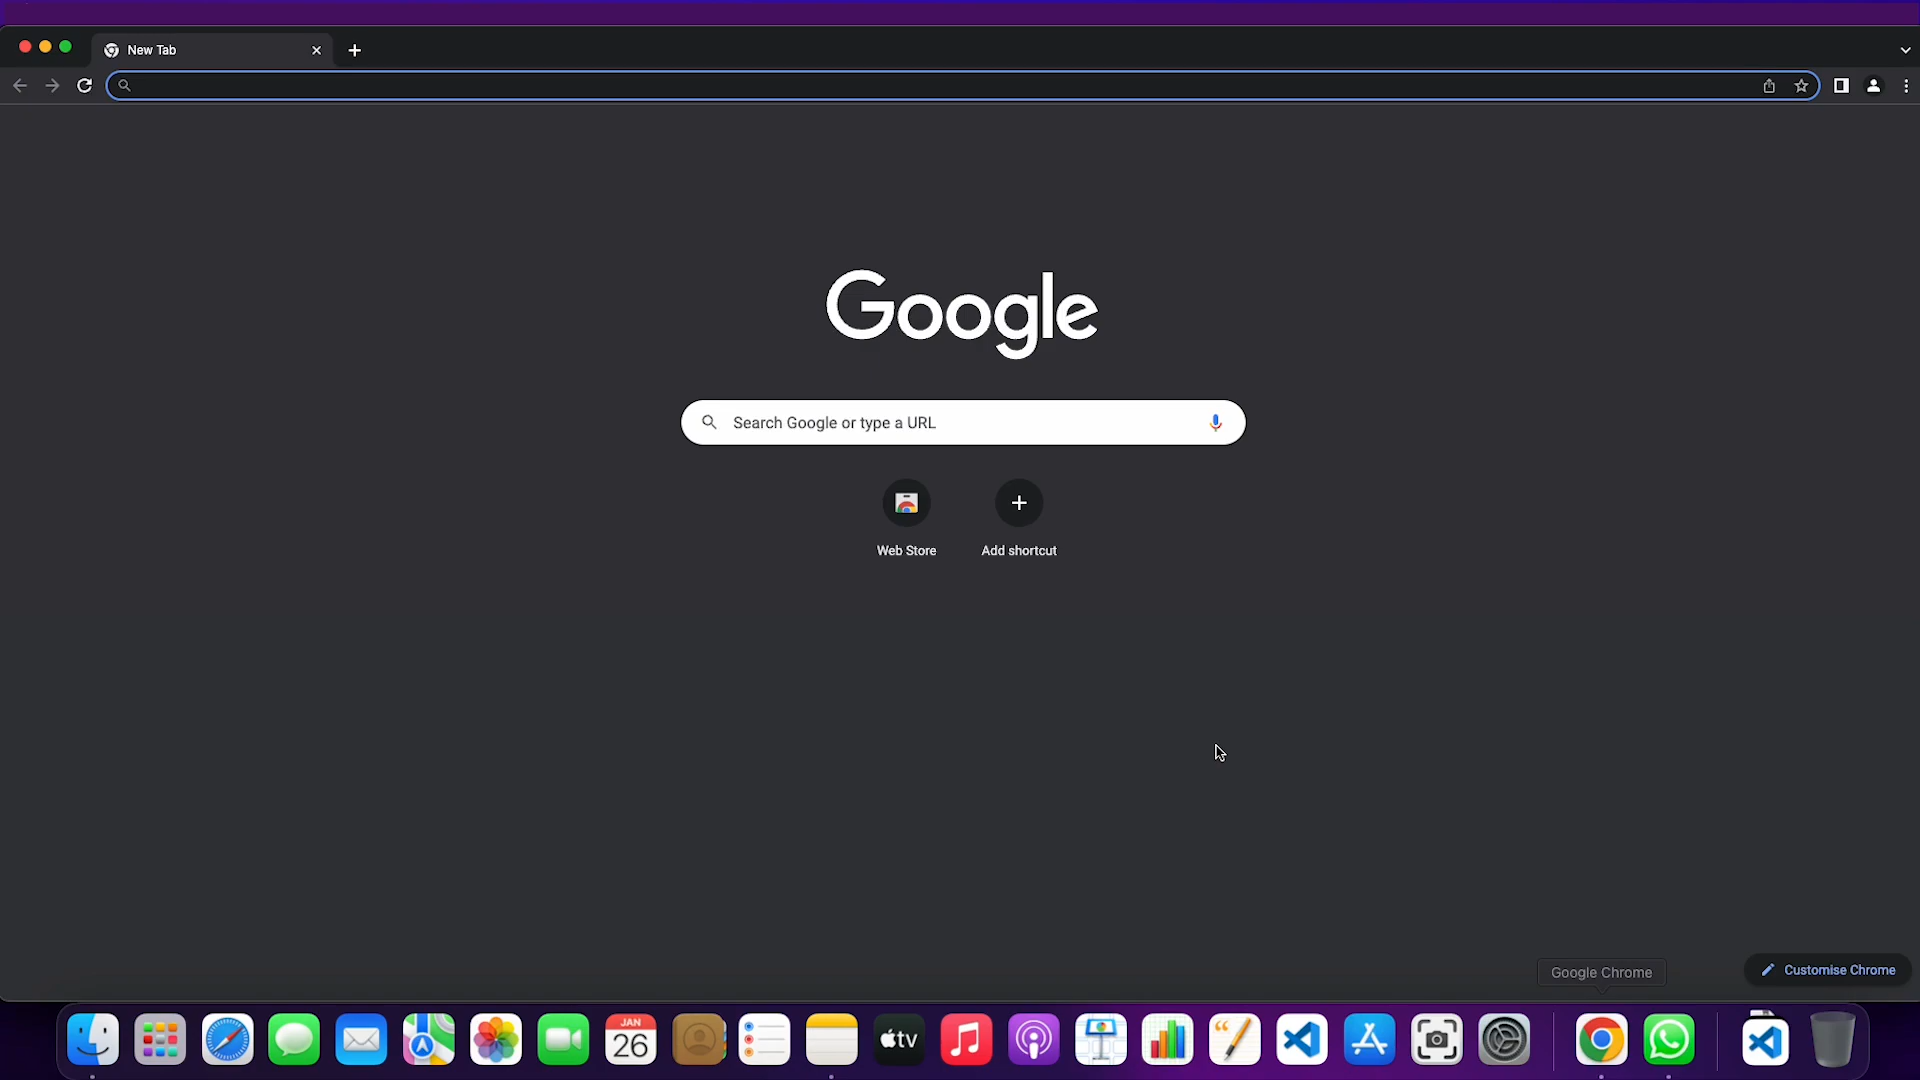 New Tab
Google
Search Google or type a URL
Web Store
Add shortcut
Google Chrome
Customise Chrome
JAN
26
tv